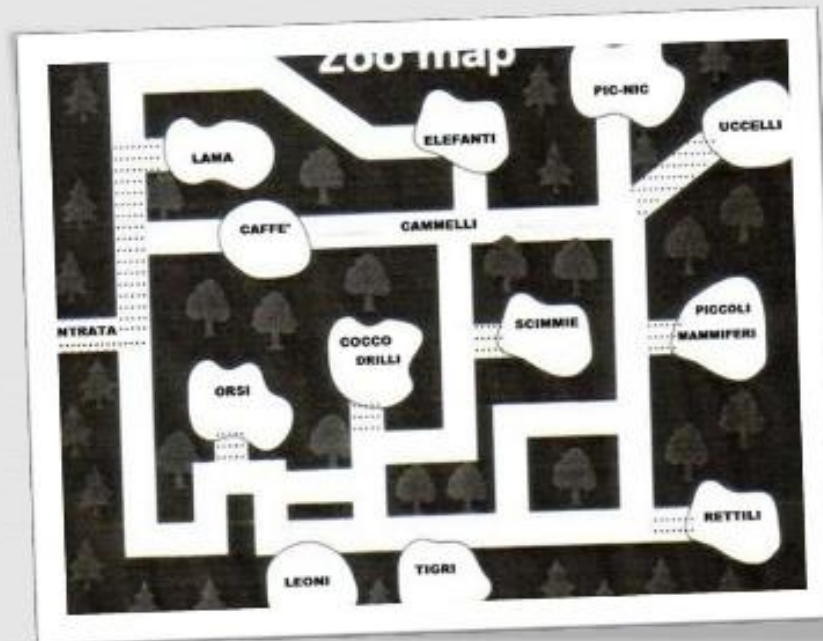 Zoo map
PIC-NIC
UCCELLI
ELEFANTI
LAMA
CAFFE'
CAMMELLI
PICCOLI
MAMMIFERI
SCIMMIE
NTRATA
COCCO
DRILLI
ORSI
RETTILI
LEONI
TIGRI